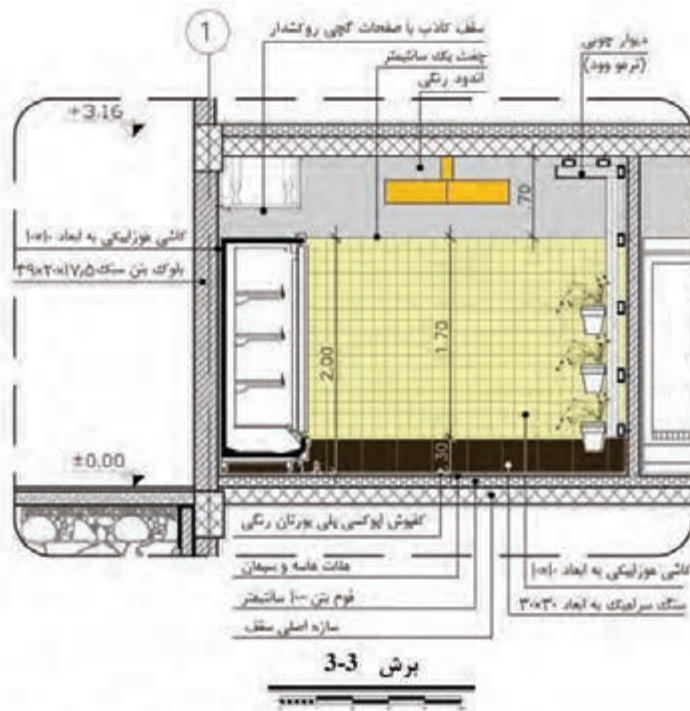 1
سقف کاذب با صفحات گچی روکشدار
چفت یک سانتیمتر
اندود رنگی
دیوار چوبی
(ترمو وود)
+3.16
.70
کاشی موزاییکی به ابعاد ۱۰×۱۰
بلوک بتن سبک ۴۹×۲۰×۱۷٫۵
2.00
1.70
±0.00
.30
کفپوش اپوکسی پلی یورتان رنگی
ملات ماسه و سیمان
کاشی موزاییکی به ابعاد ۱۰×۱۰
فوم بتن ۱۰۰ سانتیمتر
سنگ سرامیک به ابعاد ۳۰×۳۰
سازه اصلی سقف
برش 3-3